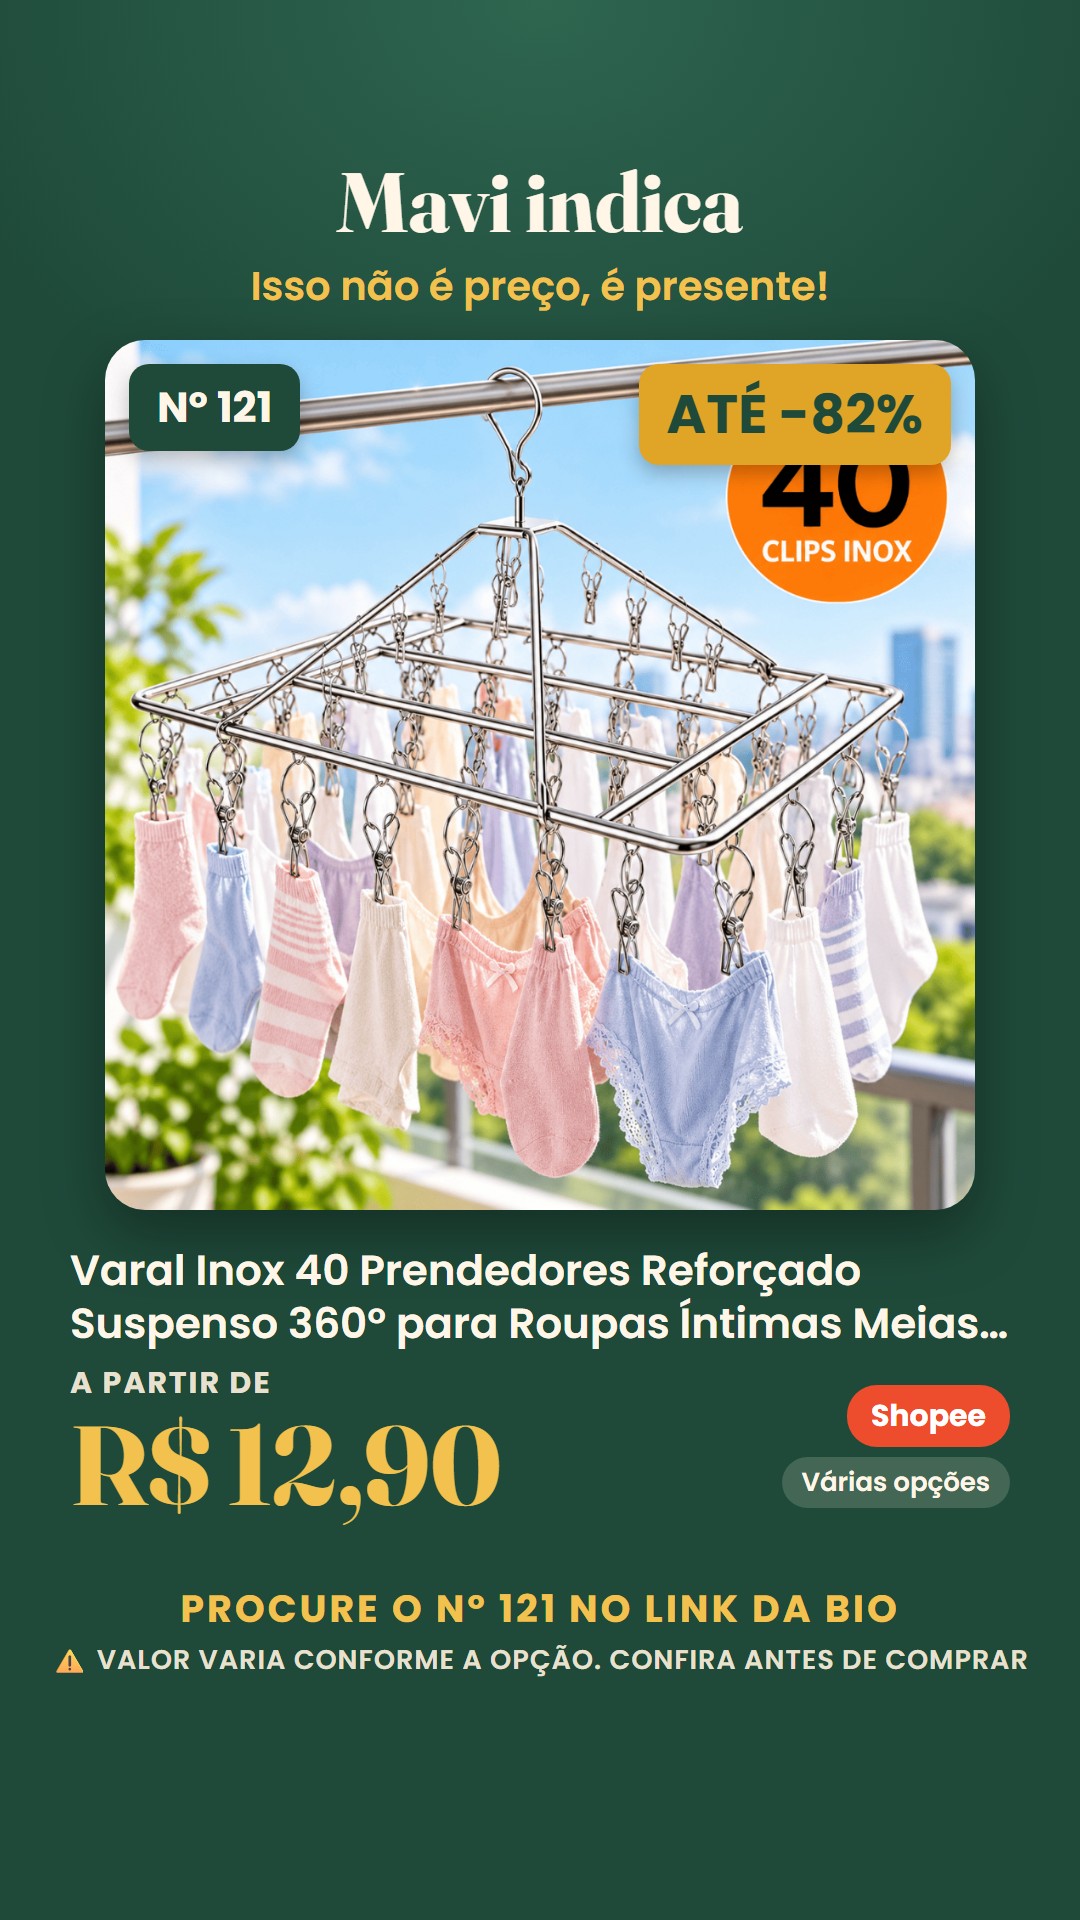 Mavi indica
Isso não é preço, é presente!
Nº 121
ATÉ -82%
40
CLIPS INOX
Varal Inox 40 Prendedores Reforçado
Suspenso 360º para Roupas Íntimas Meias...
A PARTIR DE
R$ 12,90
Shopee
Várias opções
PROCURE O Nº 121 NO LINK DA BIO
⚠️ VALOR VARIA CONFORME A OPÇÃO. CONFIRA ANTES DE COMPRAR